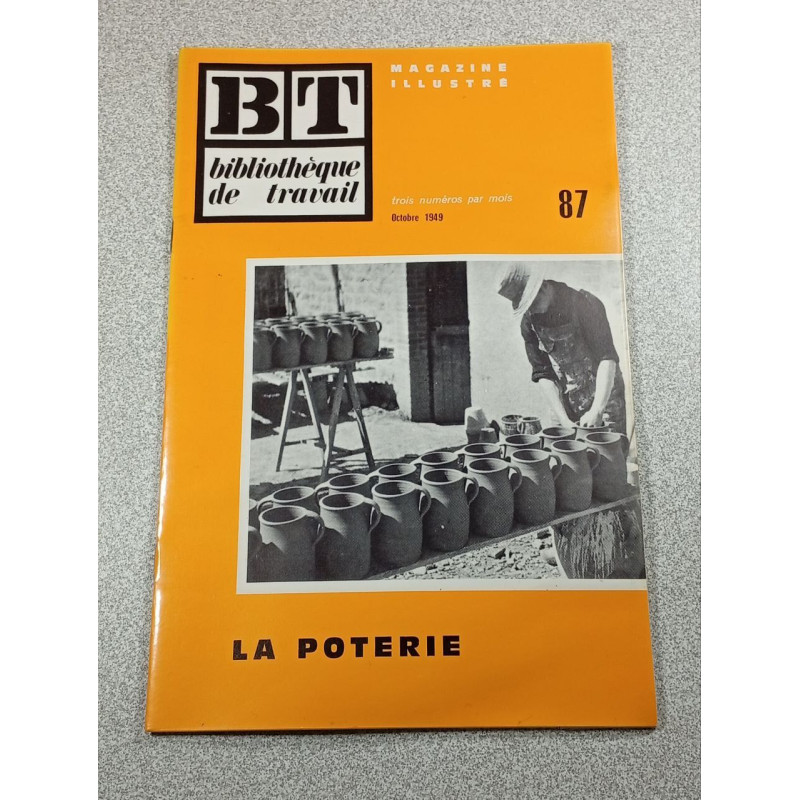 BT
bibliothèque
de travail
MAGAZINE
ILLUSTRÉ
trois numéros par mois
Octobre 1949
87
LA POTERIE